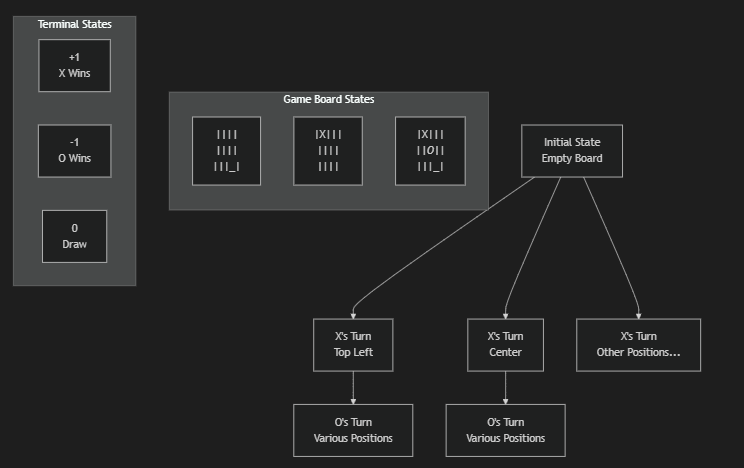 Terminal States
+1
X Wins
-1
O Wins
0
Draw
Game Board States
||||
||||
|||_|
|X|||
||||
||||
|X|||
||O||
|||_|
Initial State
Empty Board
X's Turn
Top Left
X's Turn
Center
X's Turn
Other Positions...
O's Turn
Various Positions
O's Turn
Various Positions